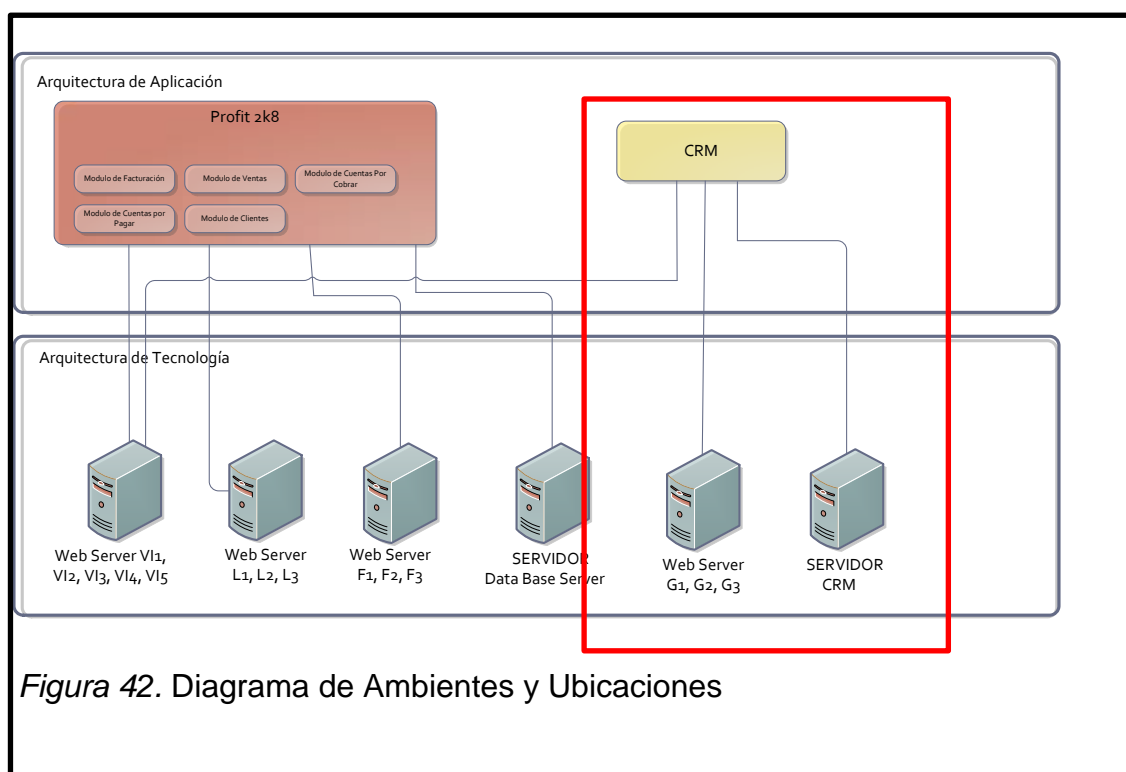 Arquitectura de Aplicación
Profit 2k8
Modulo de Facturación
Modulo de Ventas
Modulo de Cuentas Por
Cobrar
Modulo de Cuentas por
Pagar
Modulo de Clientes
CRM
Arquitectura de Tecnología
Web Server VI1,
VI2, VI3, VI4, VI5
Web Server
L1, L2, L3
Web Server
F1, F2, F3
SERVIDOR
Data Base Server
Web Server
G1, G2, G3
SERVIDOR
CRM
Figura 42. Diagrama de Ambientes y Ubicaciones